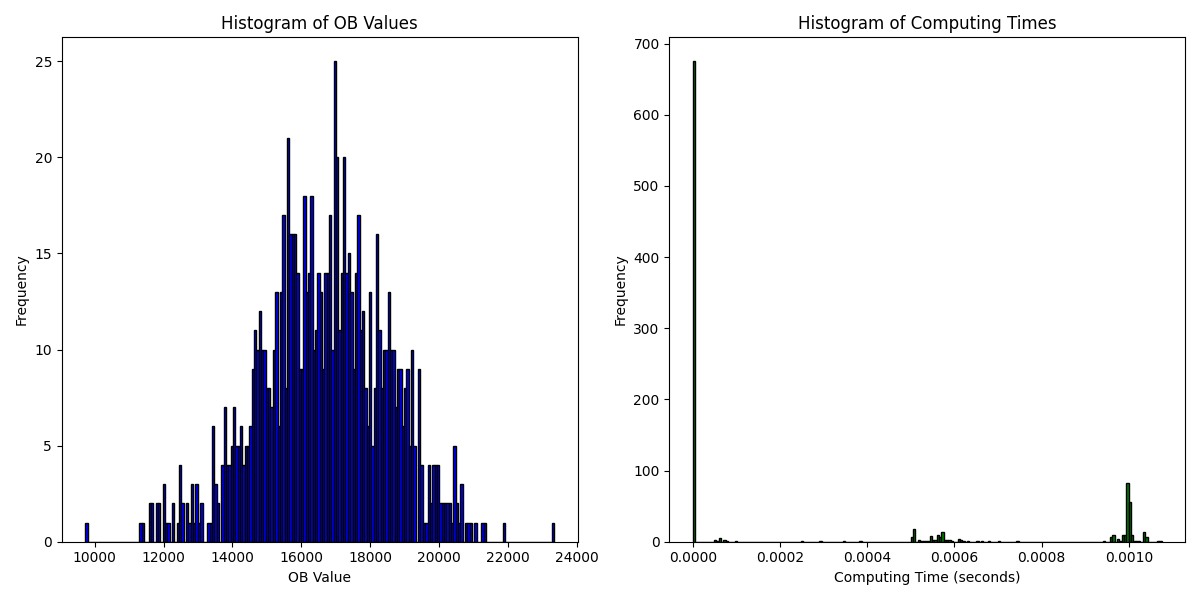 Histogram of OB Values
Frequency
25
20
15
10
5
0
10000 12000 14000 16000 18000 20000 22000 24000
OB Value
Histogram of Computing Times
Frequency
700
600
500
400
300
200
100
0
0.0000 0.0002 0.0004 0.0006 0.0008 0.0010
Computing Time (seconds)